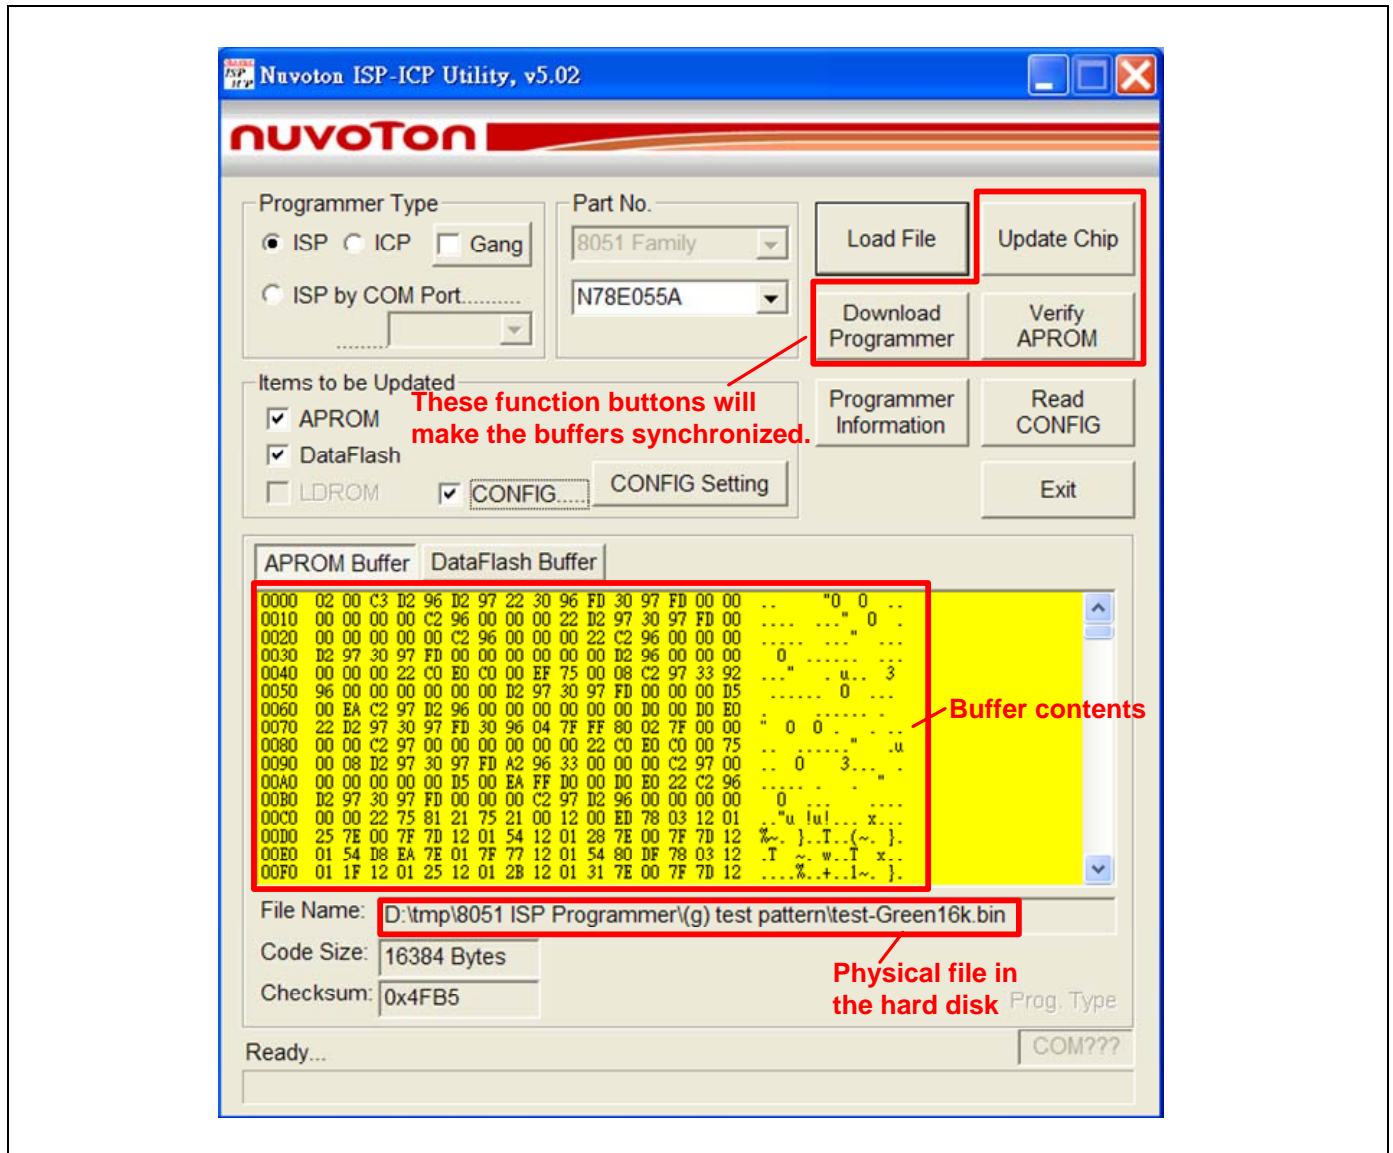 Nuvoton ISP-ICP Utility, v5.02
nuvoTon
Programmer Type
Part No.
ISP ICP Gang
8051 Family
Load File
Update Chip
ISP by COM Port..........
N78E055A
Download Programmer
Verify APROM
Items to be Updated
These function buttons will
make the buffers synchronized.
APROM
Programmer Information
Read CONFIG
DataFlash
LDROM
CONFIG.....
CONFIG Setting
Exit
APROM Buffer DataFlash Buffer
0000 02 00 C3 D2 96 D2 97 22 30 96 FD 30 97 FD 00 00 .. "0 0 ..
0010 00 00 00 00 C2 96 00 00 00 22 D2 97 30 97 FD 00 .... ..." 0 .
0020 00 00 00 00 00 C2 96 00 00 00 22 C2 96 00 00 00 ..... ..." ...
0030 D2 97 30 97 FD 00 00 00 00 00 00 D2 96 00 00 00 0 ...... ...
0040 00 00 00 22 C0 E0 C0 00 EF 75 00 08 C2 97 33 92 ..." . u.. 3
0050 96 00 00 00 00 00 00 D2 97 30 97 FD 00 00 00 D5 ...... 0 ...
0060 00 EA C2 97 D2 96 00 00 00 00 00 00 D0 00 D0 E0 . ...... .
0070 22 D2 97 30 97 FD 30 96 04 7F FF 80 02 7F 00 00 " 0 0 . . ..
0080 00 00 C2 97 00 00 00 00 00 00 22 C0 E0 C0 00 75 .. ......" .u
0090 00 08 D2 97 30 97 FD A2 96 33 00 00 00 C2 97 00 .. 0 3... .
00A0 00 00 00 00 00 D5 00 EA FF D0 00 D0 E0 22 C2 96 ..... . . "
00B0 D2 97 30 97 FD 00 00 00 C2 97 D2 96 00 00 00 00 0 ... ....
00C0 00 00 22 75 81 21 75 21 00 12 00 ED 78 03 12 01 .."u !u!... x...
00D0 25 7E 00 7F 7D 12 01 54 12 01 28 7E 00 7F 7D 12 %~. }..T..(~. }.
00E0 01 54 D8 EA 7E 01 7F 77 12 01 54 80 DF 78 03 12 .T ~. w..T x..
00F0 01 1F 12 01 25 12 01 2B 12 01 31 7E 00 7F 7D 12 ....%..+..1~. }.
Buffer contents
File Name: D:\tmp\8051 ISP Programmer\(g) test pattern\test-Green16k.bin
Code Size: 16384 Bytes
Physical file in
the hard disk
Checksum: 0x4FB5
Prog. Type
Ready...
COM???